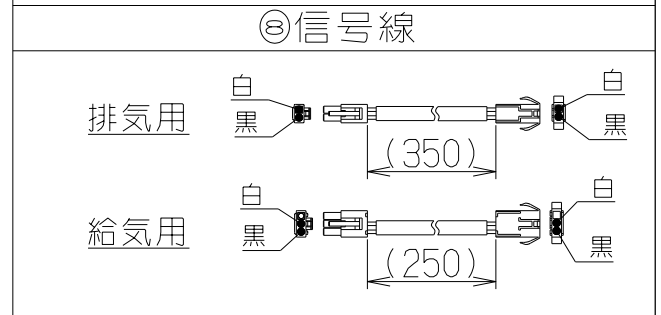 ⑧信号線
白 白
排気用 黒 黒
(350)
白 白
給気用 黒 黒
(250)